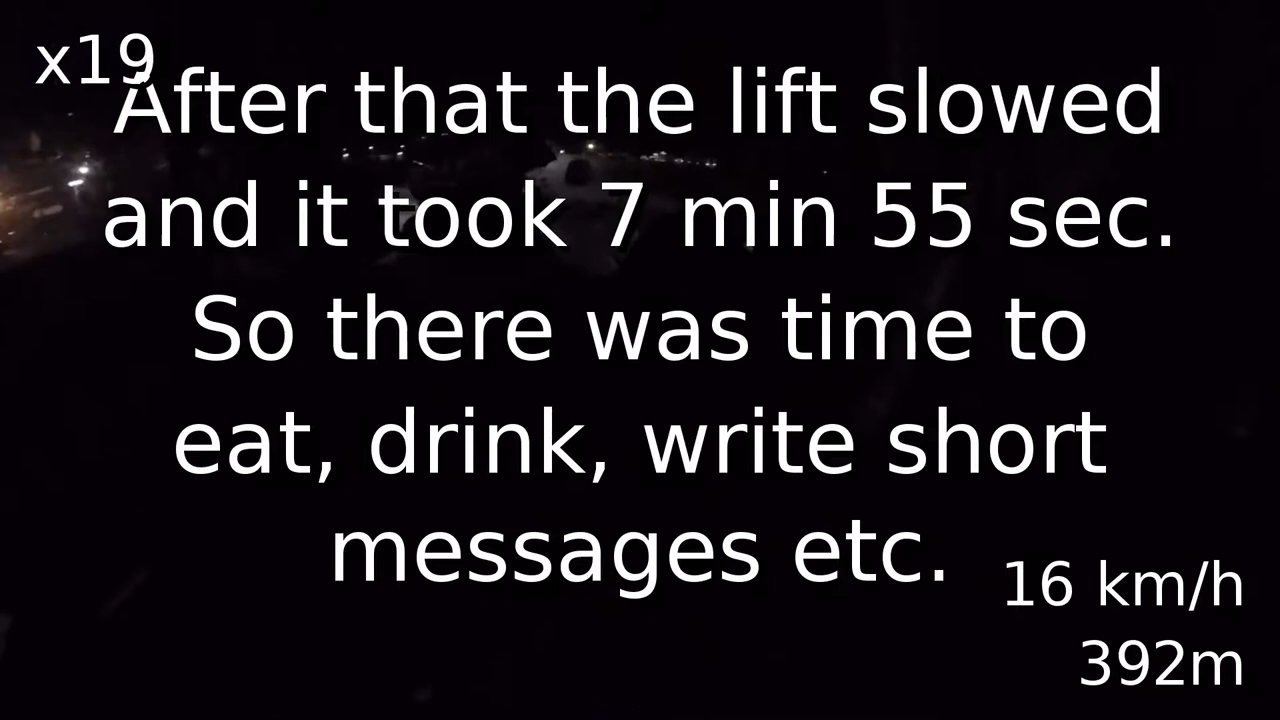 x19
After that the lift slowed
and it took 7 min 55 sec.
So there was time to
eat, drink, write short
messages etc.
16 km/h
392m